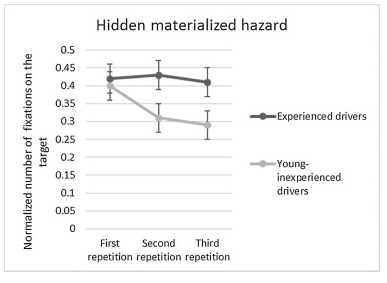 Hidden materialized hazard
Normalized number of fixations on the
target
0.5
0.45
0.4
0.35
0.3
0.25
0.2
0.15
0.1
0.05
0
First Second Third
repetition repetition repetition
Experienced drivers
Young-
inexperienced
drivers